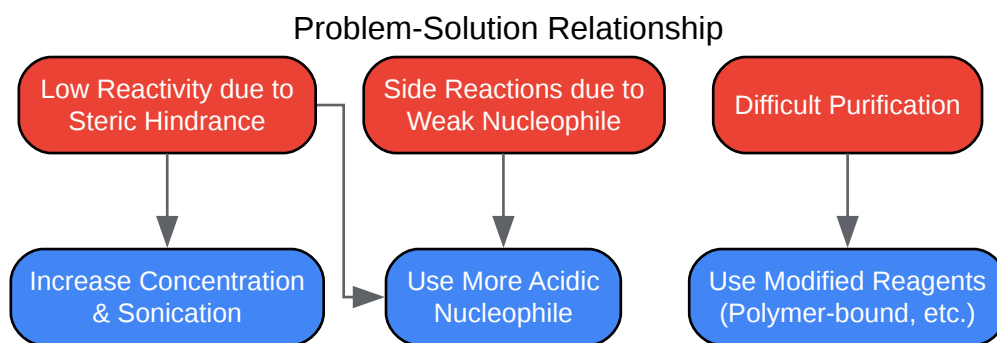 Problem-Solution Relationship
Low Reactivity due to
Steric Hindrance
Side Reactions due to
Weak Nucleophile
Difficult Purification
Increase Concentration
& Sonication
Use More Acidic
Nucleophile
Use Modified Reagents
(Polymer-bound, etc.)